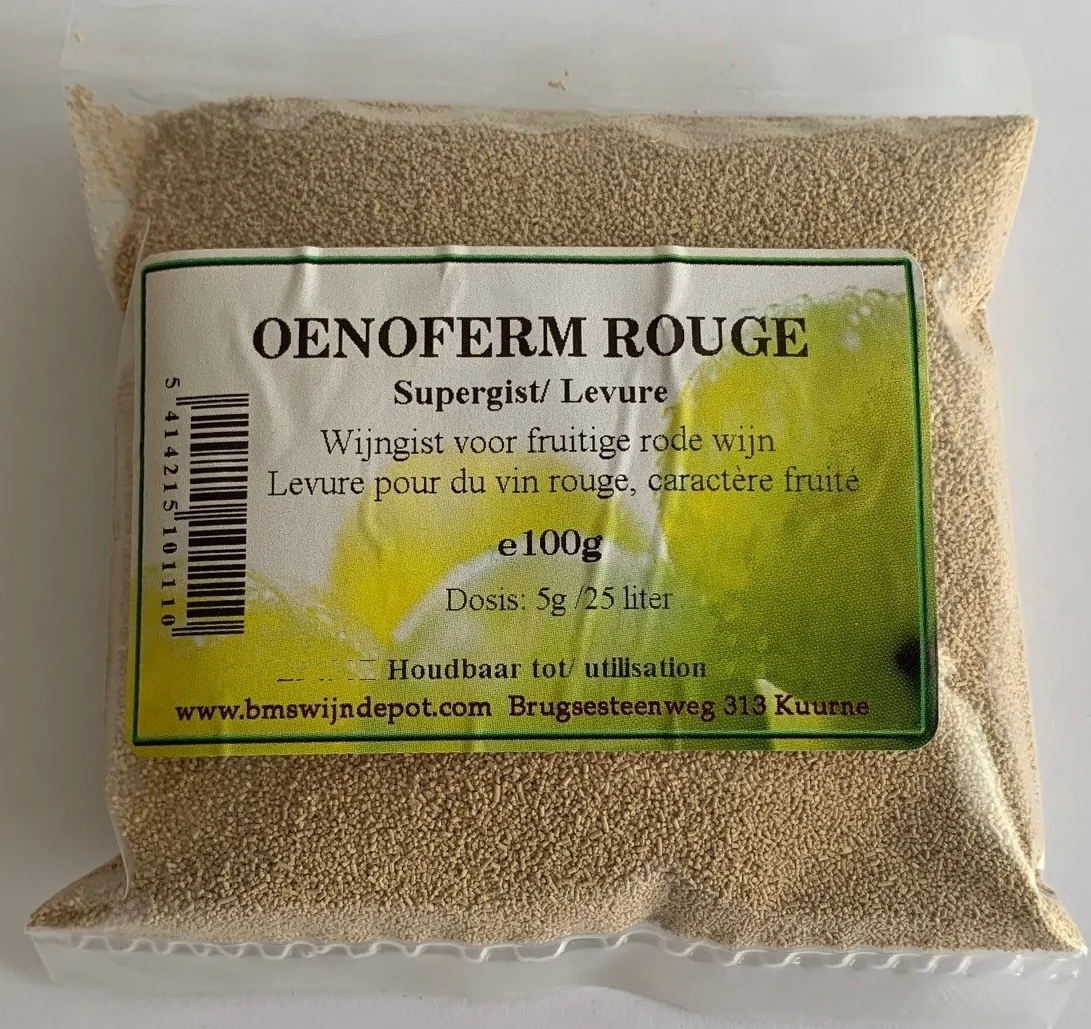 OENOFERM ROUGE
Supergist/ Levure
Wijngist voor fruitige rode wijn
Levure pour du vin rouge, caractère fruité
e100g
Dosis: 5g /25 liter
Houdbaar tot/ utilisation
www.bmswijndepot.com Brugsesteenweg 313 Kuurne
5 414215 101110